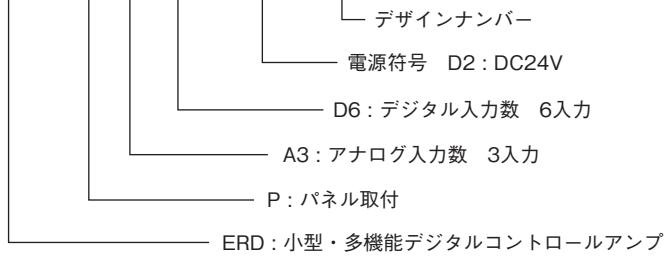 デザインナンバー
電源符号　D2：DC24V
D6：デジタル入力数　6入力
A3：アナログ入力数　3入力
P：パネル取付
ERD：小型・多機能デジタルコントロールアンプ